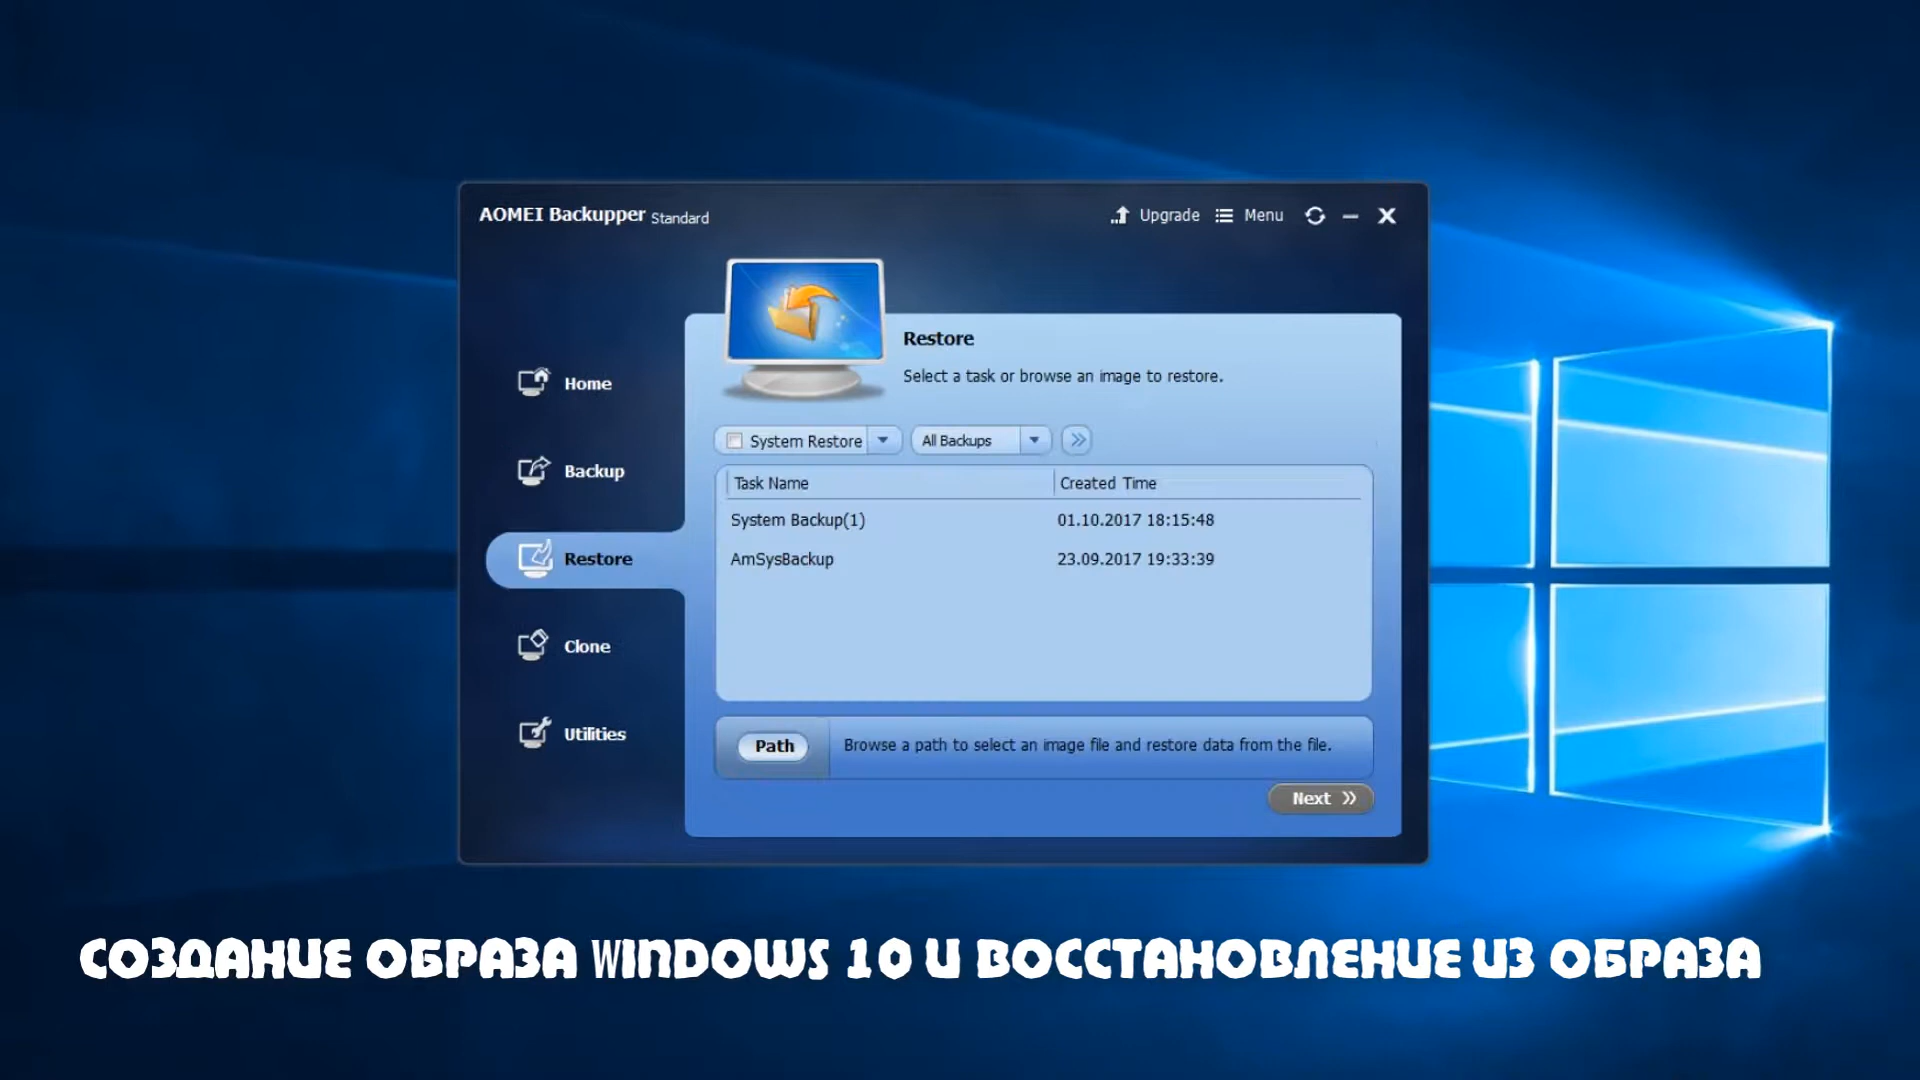 AOMEI Backupper Standard
Upgrade
Menu
Restore
Select a task or browse an image to restore.
Home
Backup
Restore
Clone
Utilities
System Restore
All Backups
Task Name Created Time
System Backup(1) 01.10.2017 18:15:48
AmSysBackup 23.09.2017 19:33:39
Path
Browse a path to select an image file and restore data from the file.
Next
СОЗДАНИЕ ОБРАЗА WINDOWS 10 И ВОССТАНОВЛЕНИЕ ИЗ ОБРАЗА